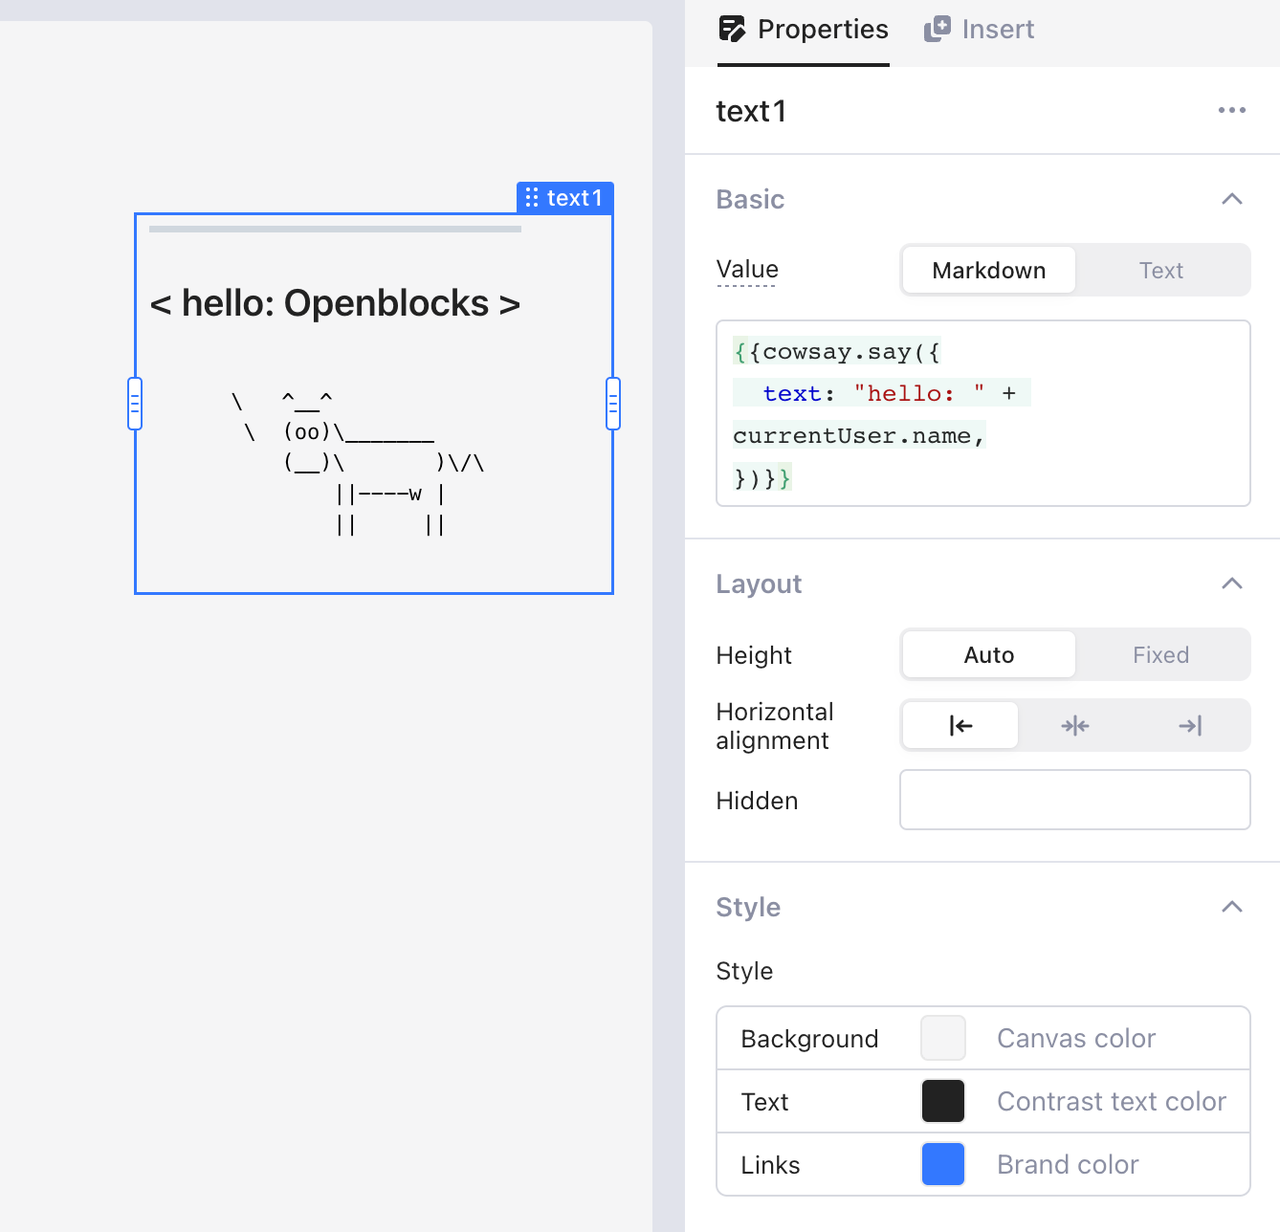 Properties
Insert
text1
Basic
Value
Markdown
Text
{{cowsay.say({
  text: "hello: " +
currentUser.name,
})}}
Layout
Height
Auto
Fixed
Horizontal
alignment
Hidden
Style
Style
Background
Canvas color
Text
Contrast text color
Links
Brand color
text1
< hello: Openblocks >
\   ^__^
 \  (oo)\_______
    (__)\       )\/\
        ||----w |
        ||     ||